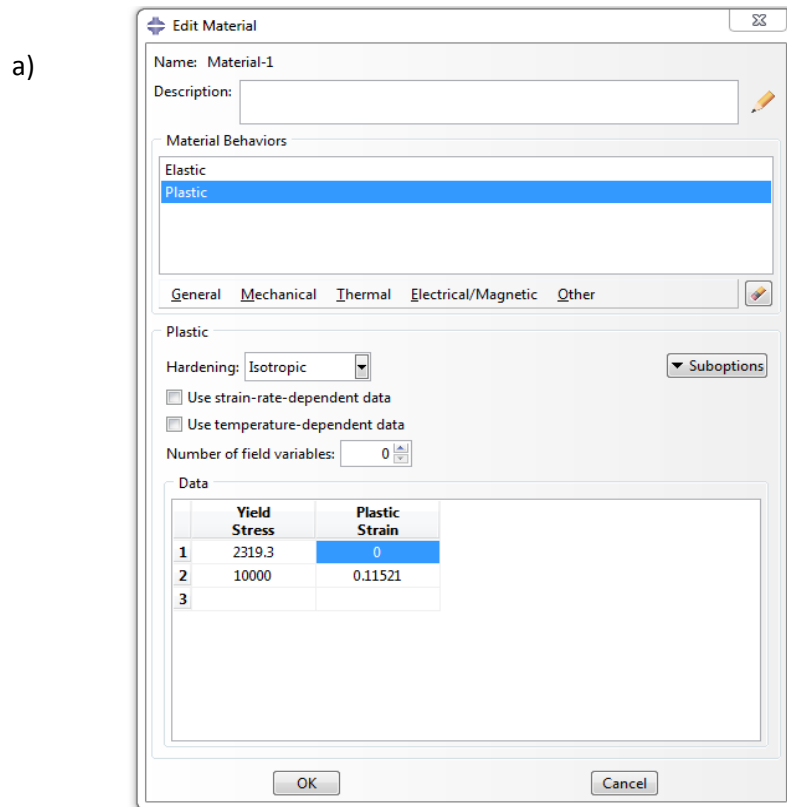 a)
Edit Material
Name: Material-1
Description:
Material Behaviors
Elastic
Plastic
General Mechanical Thermal Electrical/Magnetic Other
Plastic
Hardening: Isotropic
Suboptions
Use strain-rate-dependent data
Use temperature-dependent data
Number of field variables: 0
Data
Yield Stress Plastic Strain
1 2319.3 0
2 10000 0.11521
3
OK Cancel